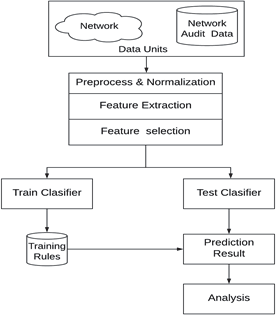 Network
Network
Audit Data
Data Units
Preprocess & Normalization
Feature Extraction
Feature selection
Train Clasifier
Test Clasifier
Training
Rules
Prediction
Result
Analysis